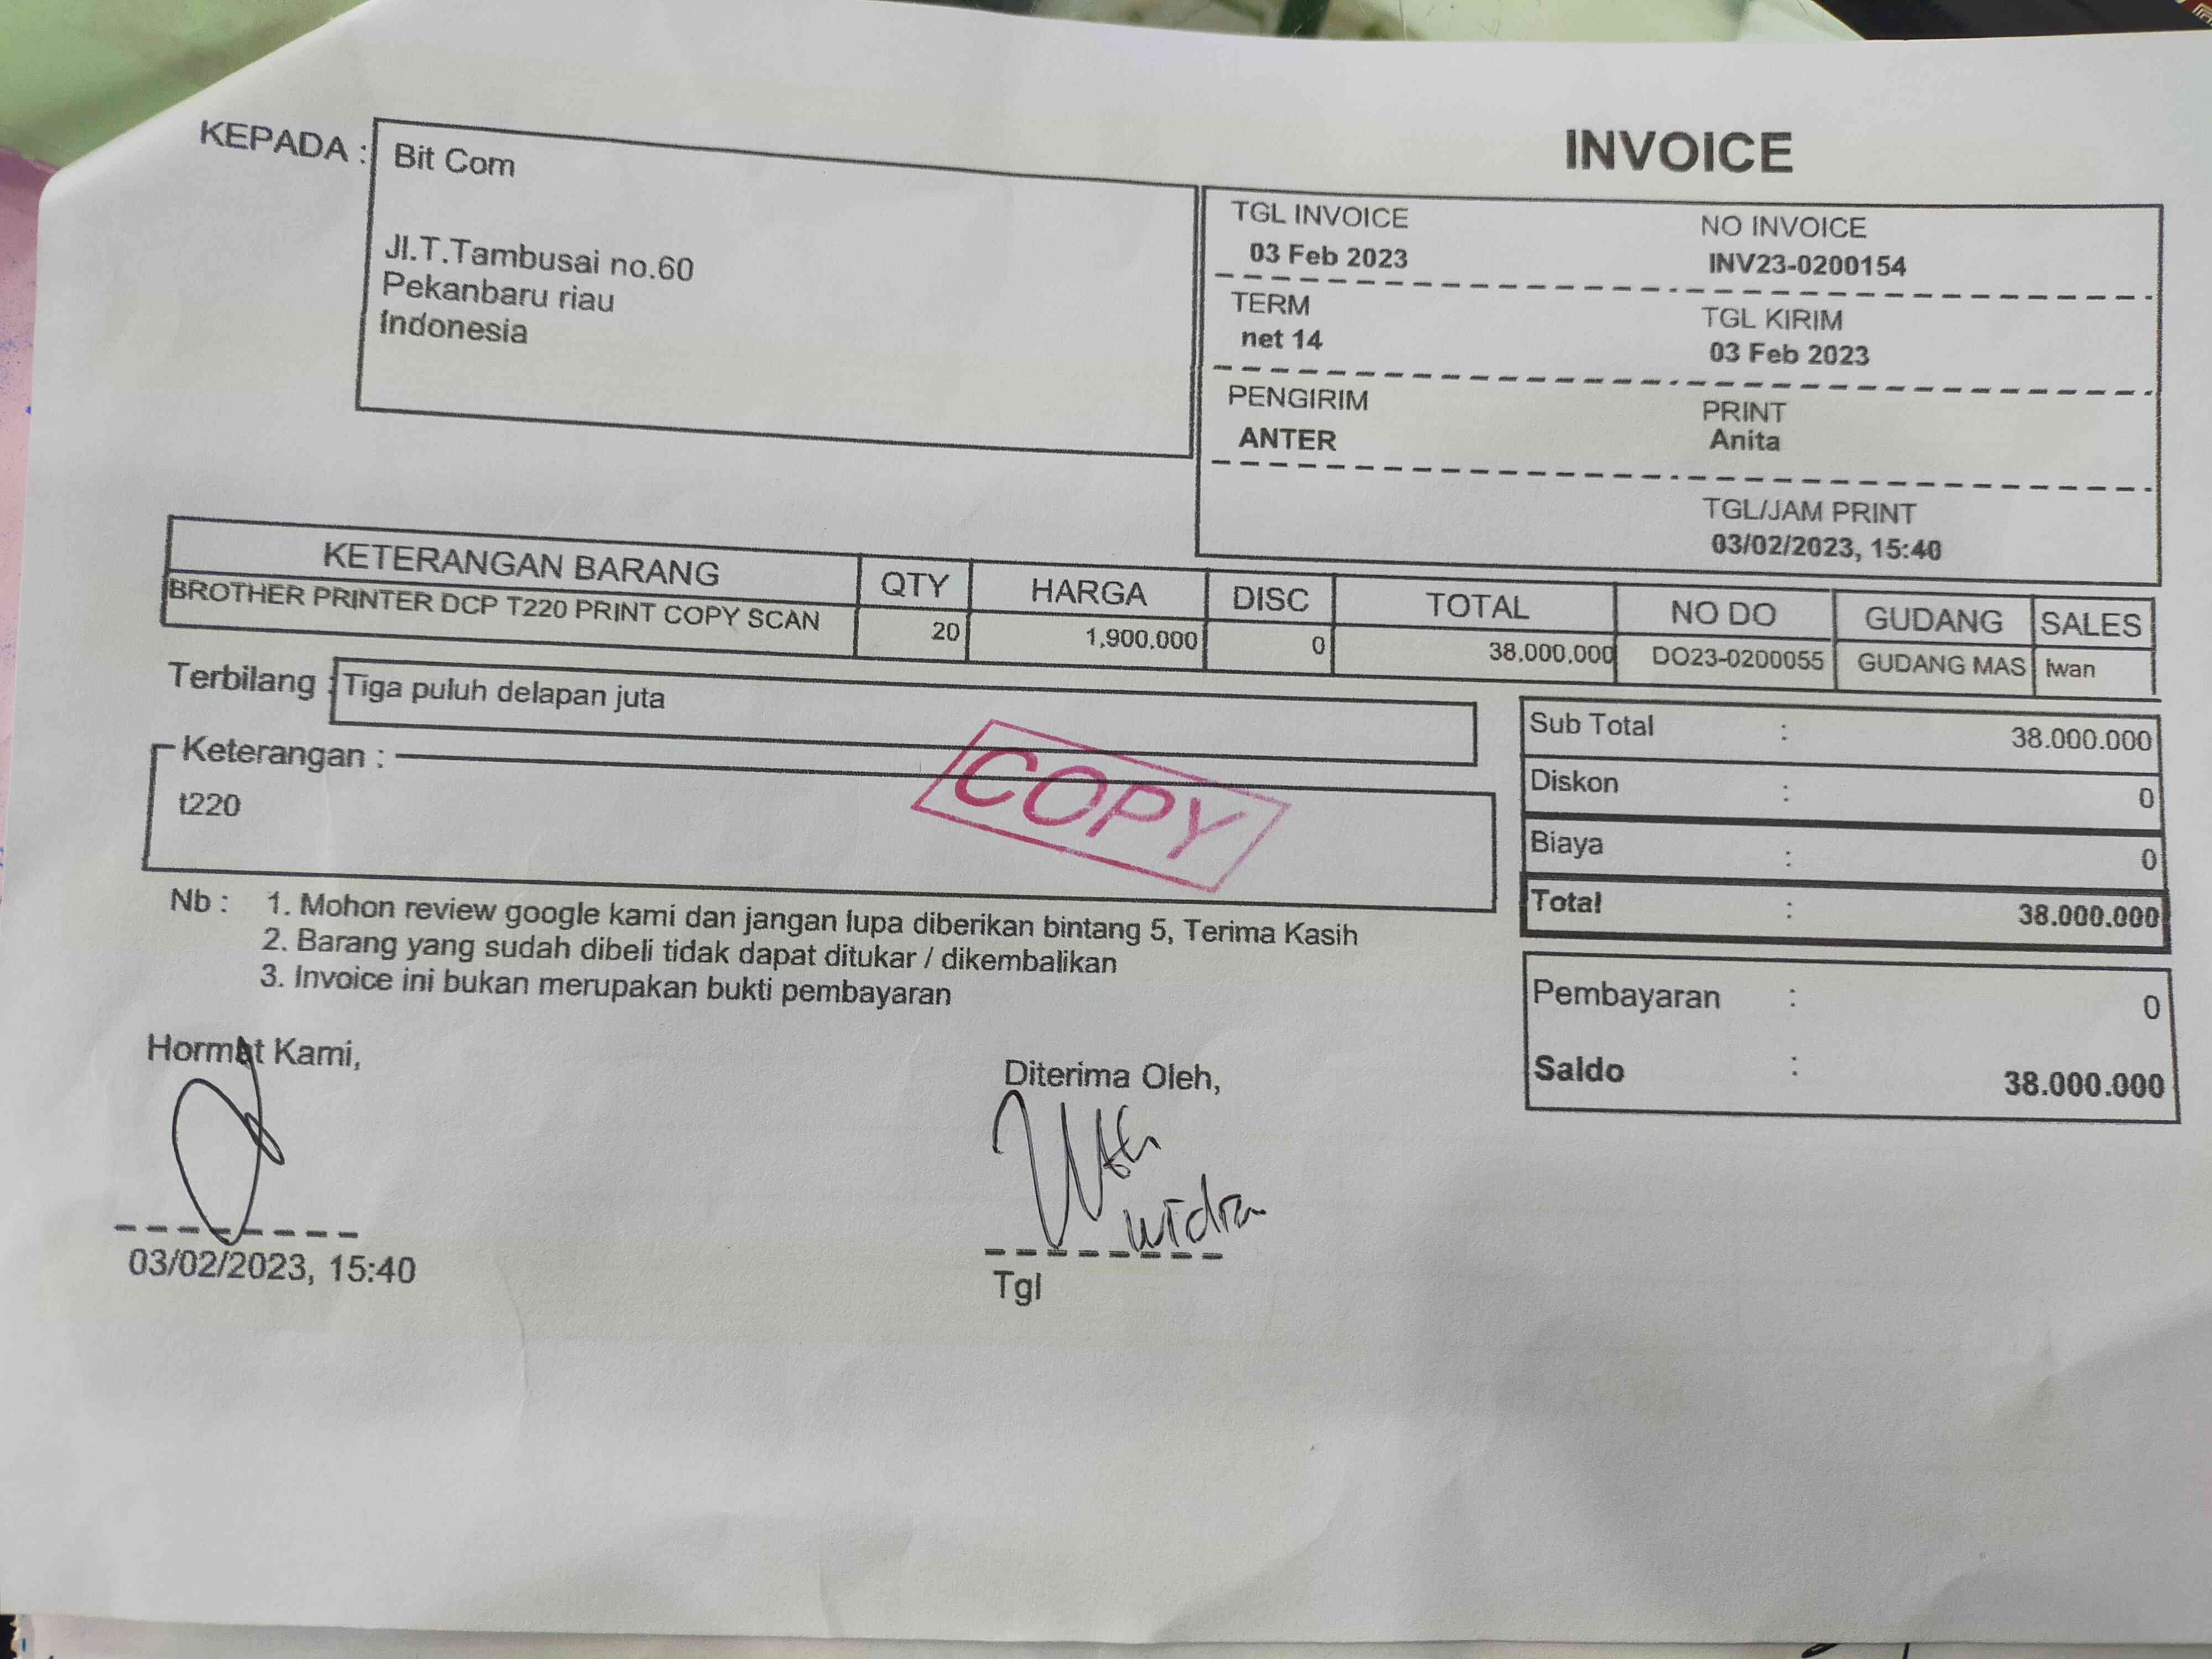 KEPADA :
Bit Com
Jl.T.Tambusai no.60
Pekanbaru riau
Indonesia
INVOICE
TGL INVOICE NO INVOICE
03 Feb 2023 INV23-0200154
TERM TGL KIRIM
net 14 03 Feb 2023
PENGIRIM PRINT
ANTER Anita
TGL/JAM PRINT
03/02/2023, 15:40
KETERANGAN BARANG QTY HARGA DISC TOTAL NO DO GUDANG SALES
BROTHER PRINTER DCP T220 PRINT COPY SCAN 20 1,900.000 0 38.000.000 DO23-0200055 GUDANG MAS Iwan
Terbilang : Tiga puluh delapan juta
Keterangan :
t220
COPY
Sub Total : 38.000.000
Diskon : 0
Biaya : 0
Total : 38.000.000
Pembayaran : 0
Saldo : 38.000.000
Nb : 1. Mohon review google kami dan jangan lupa diberikan bintang 5, Terima Kasih
2. Barang yang sudah dibeli tidak dapat ditukar / dikembalikan
3. Invoice ini bukan merupakan bukti pembayaran
Hormat Kami,
03/02/2023, 15:40
Diterima Oleh,
widra
Tgl